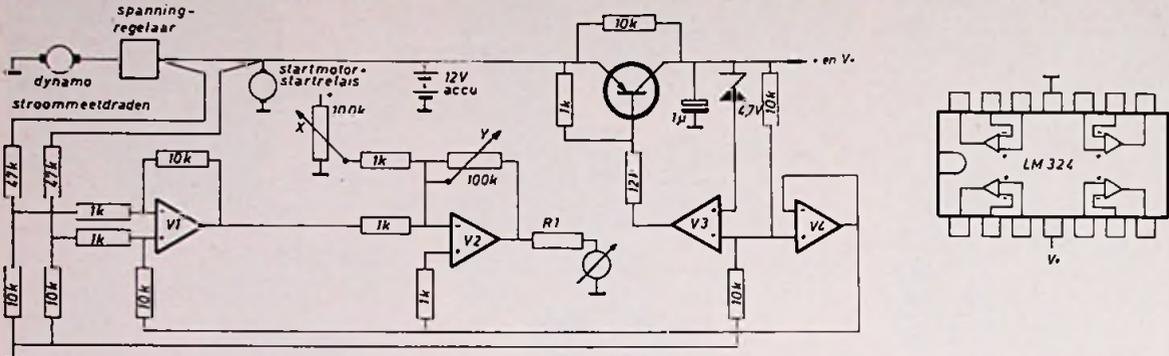 spanning-
regelaar
dynamo
startmotor+
startrelais
12V
accu
stroommeetdraden
47k
47k
10k
1k
1k
V1
10k
10k
10k
X
100k
1k
Y
100k
1k
V2
1k
R1
10k
1k
12k
1μ
4,7V
10k
+ en V+
V3
V4
10k
LM 324
V+